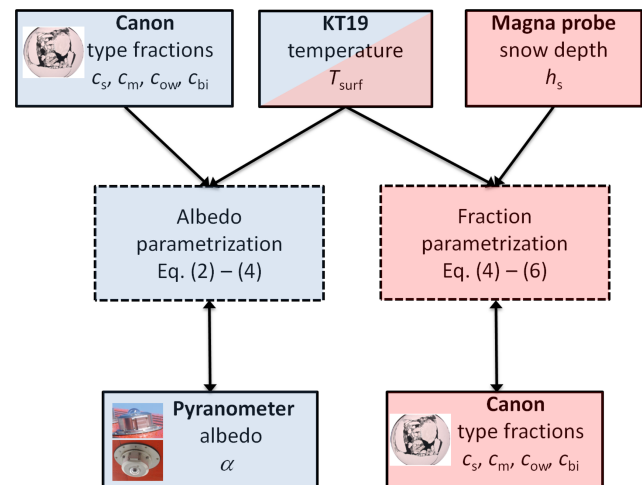 Canon
type fractions
cs, cm, cow, cbi
KT19
temperature
Tsurf
Magna probe
snow depth
hs
Albedo
parametrization
Eq. (2) – (4)
Fraction
parametrization
Eq. (4) – (6)
Pyranometer
albedo
α
Canon
type fractions
cs, cm, cow, cbi